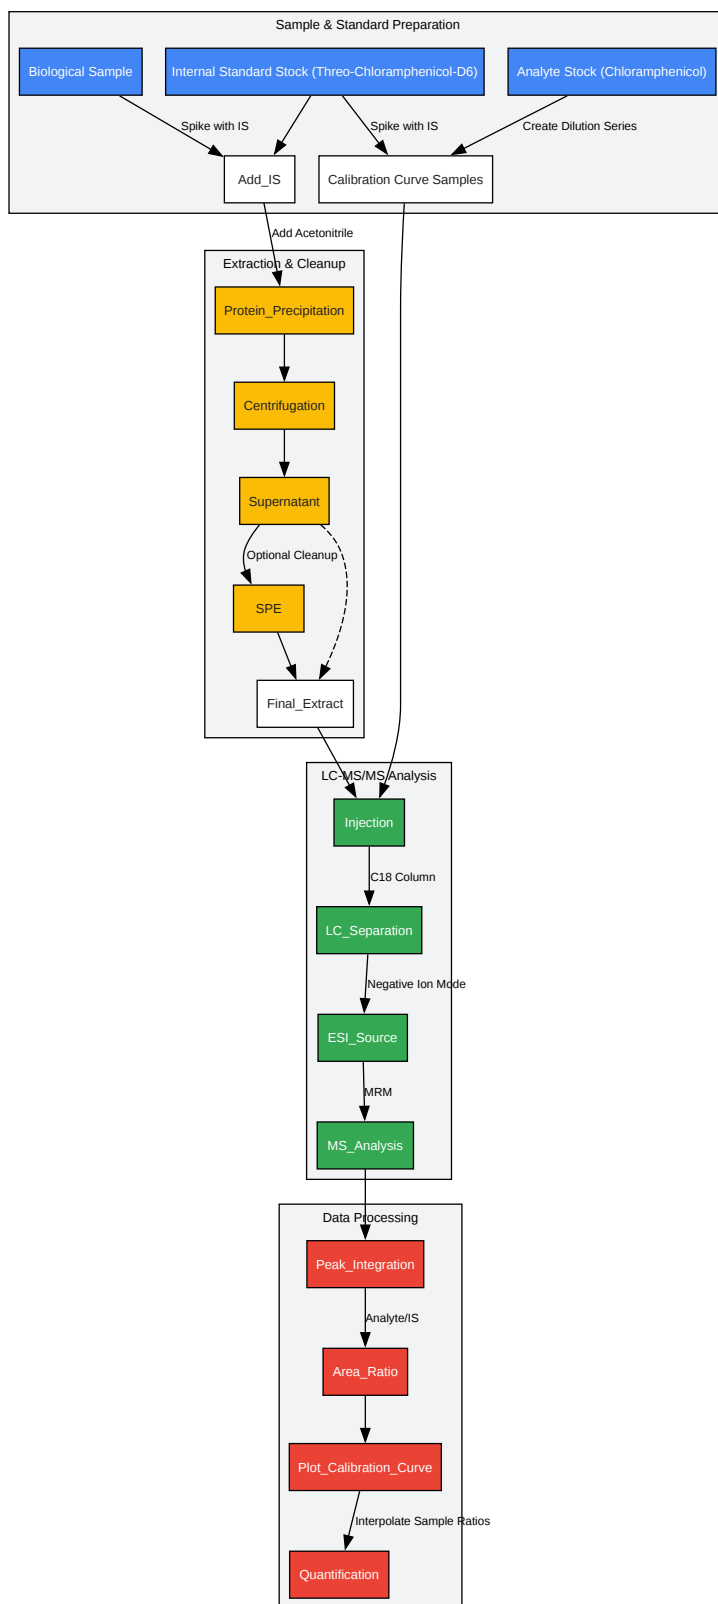 Sample & Standard Preparation
Biological Sample
Internal Standard Stock (Threo-Chloramphenicol-D6)
Analyte Stock (Chloramphenicol)
Spike with IS
Spike with IS
Create Dilution Series
Add_IS
Calibration Curve Samples
Add Acetonitrile
Extraction & Cleanup
Protein_Precipitation
Centrifugation
Supernatant
Optional Cleanup
SPE
Final_Extract
LC-MS/MS Analysis
Injection
C18 Column
LC_Separation
Negative Ion Mode
ESI_Source
MRM
MS_Analysis
Data Processing
Peak_Integration
Analyte/IS
Area_Ratio
Plot_Calibration_Curve
Interpolate Sample Ratios
Quantification